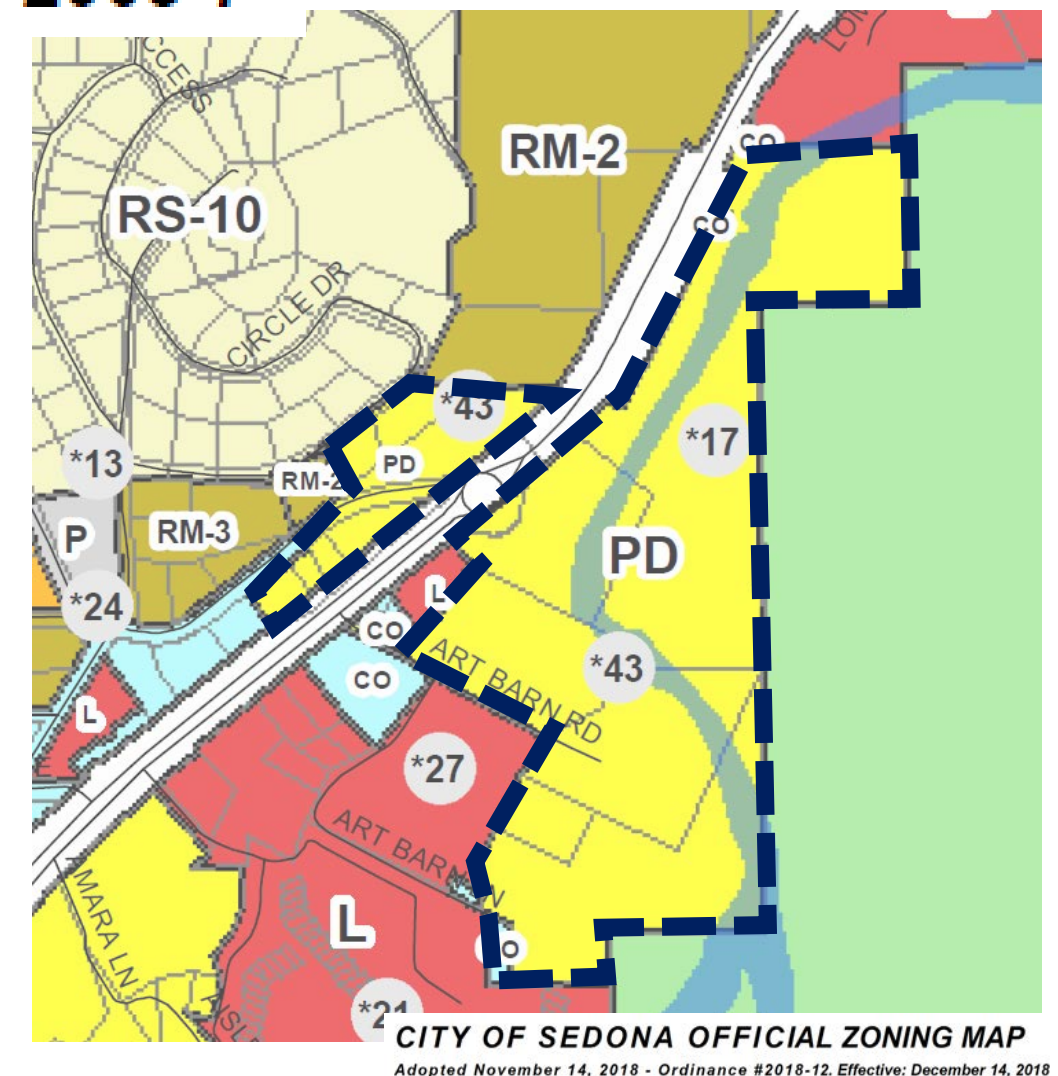 CO
RM-2
CO
RS-10
CIRCLE DR
*43
*17
*13
PD
RM-2
P
RM-3
PD
*24
L
CO
ART BARN RD
*43
CO
L
*27
ART BARN LN
AMARA LN
L
*21
CITY OF SEDONA OFFICIAL ZONING MAP
Adopted November 14, 2018 - Ordinance #2018-12. Effective: December 14, 2018